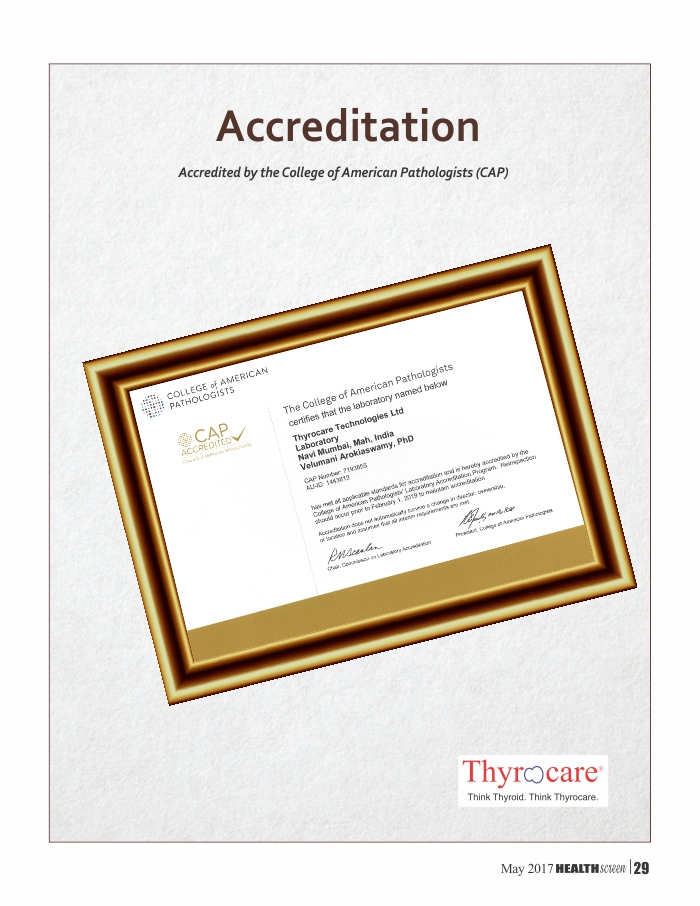 Accreditation
Accredited by the College of American Pathologists (CAP)
COLLEGE of AMERICAN
PATHOLOGISTS
CAP
ACCREDITED
COLLEGE of AMERICAN PATHOLOGISTS
The College of American Pathologists
certifies that the laboratory named below
Thyrocare Technologies Ltd
Laboratory
Navi Mumbai, Mah, India
Velumani Arokiaswamy, PhD
CAP Number: 7193855
AU-ID: 1443813
has met all applicable standards for accreditation and is hereby accredited by the
College of American Pathologists' Laboratory Accreditation Program. Reinspection
should occur prior to February 1, 2019 to maintain accreditation.
Accreditation does not automatically survive a change in director, ownership,
or location and assumes that all interim requirements are met.
Chair, Commission on Laboratory Accreditation
President, College of American Pathologists
Thyrocare®
Think Thyroid. Think Thyrocare.
May 2017 HEALTHscreen 29